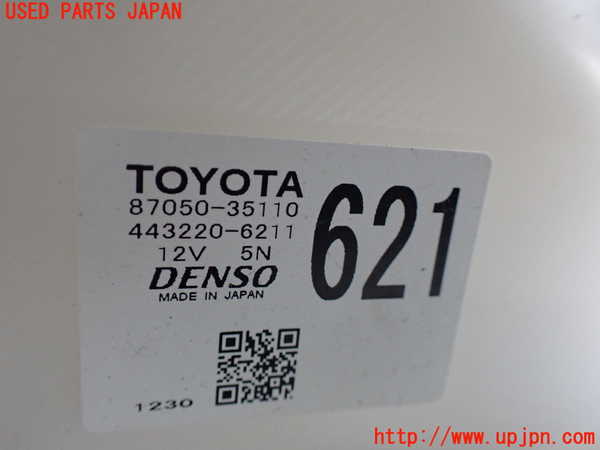 USED PARTS JAPAN
TOYOTA
87050-35110
443220-6211
12V 5N
621
DENSO
MADE IN JAPAN
1230
http://www.upjpn.com/